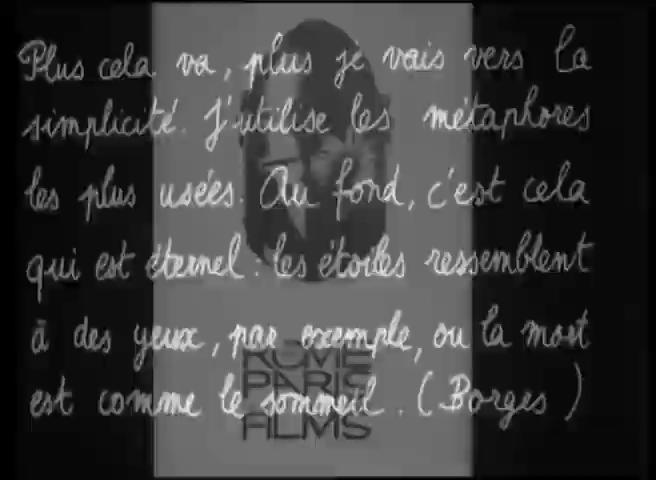 Plus cela va, plus je vais vers la
simplicité. J'utilise les métaphores
les plus usées. Au fond, c'est cela
qui est éternel : les étoiles ressemblent
à des yeux, par exemple, ou la mort
est comme le sommeil. (Borges)
ROME
PARIS
FILMS